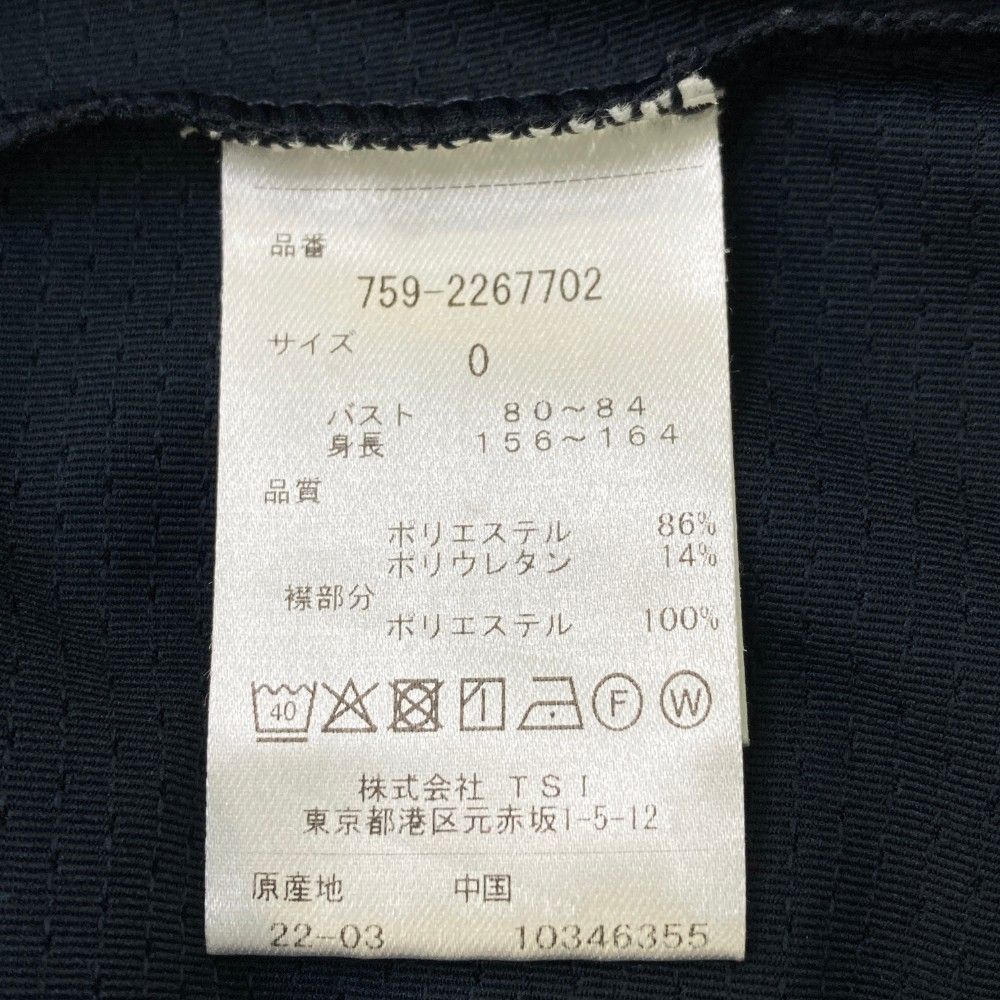 品番
759-2267702
サイズ 0
バスト 80～84
身長 156～164
品質
ポリエステル 86%
ポリウレタン 14%
襟部分
ポリエステル 100%
40 F W
株式会社 TSI
東京都港区元赤坂1-5-12
原産地 中国
22-03 10346355